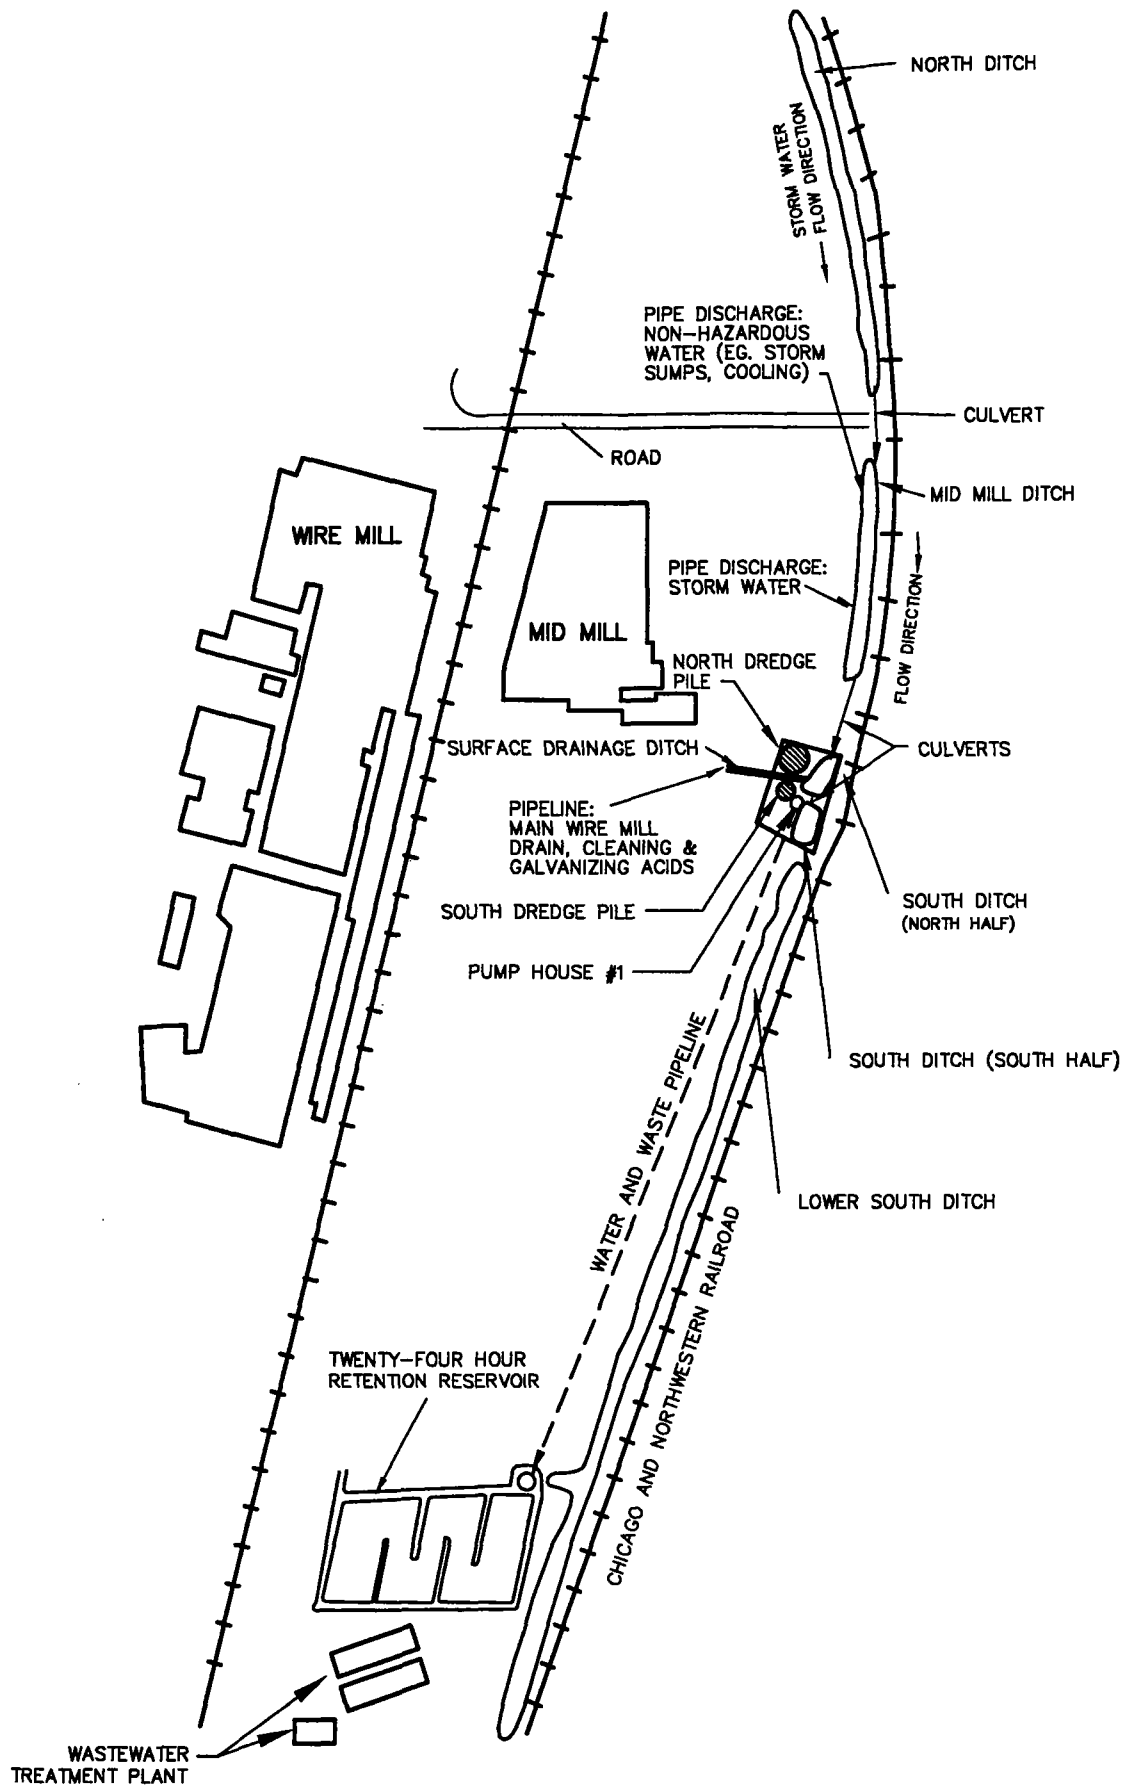 NORTH DITCH
STORM WATER
FLOW DIRECTION
PIPE DISCHARGE:
NON-HAZARDOUS
WATER (EG. STORM
SUMPS, COOLING)
CULVERT
ROAD
MID MILL DITCH
WIRE MILL
PIPE DISCHARGE:
STORM WATER
FLOW DIRECTION
MID MILL
NORTH DREDGE
PILE
SURFACE DRAINAGE DITCH
CULVERTS
PIPELINE:
MAIN WIRE MILL
DRAIN, CLEANING &
GALVANIZING ACIDS
SOUTH DITCH
(NORTH HALF)
SOUTH DREDGE PILE
PUMP HOUSE #1
SOUTH DITCH (SOUTH HALF)
WATER AND WASTE PIPELINE
LOWER SOUTH DITCH
CHICAGO AND NORTHWESTERN RAILROAD
TWENTY-FOUR HOUR
RETENTION RESERVOIR
WASTEWATER
TREATMENT PLANT